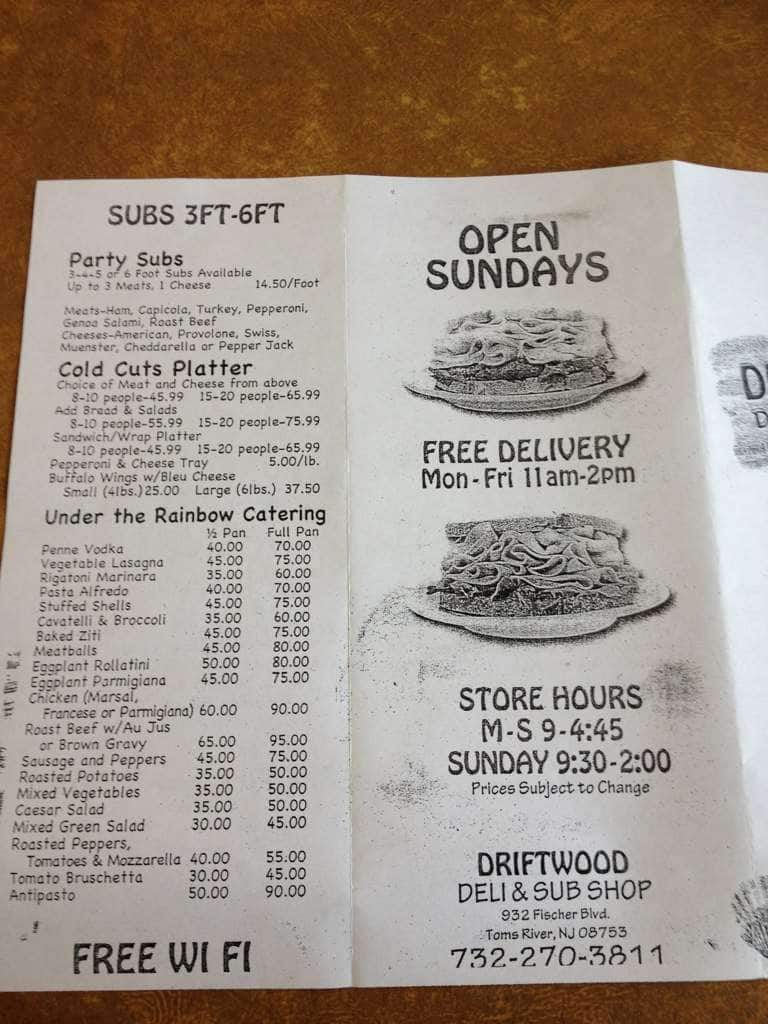 SUBS 3FT-6FT
Party Subs
3-4-5 or 6 Foot Subs Available
Up to 3 Meats, 1 Cheese 14.50/Foot
Meats-Ham, Capicola, Turkey, Pepperoni,
Genoa Salami, Roast Beef
Cheeses-American, Provolone, Swiss,
Muenster, Cheddarella or Pepper Jack
Cold Cuts Platter
Choice of Meat and Cheese from above
8-10 people-45.99 15-20 people-65.99
Add Bread & Salads
8-10 people-55.99 15-20 people-75.99
Sandwich/Wrap Platter
8-10 people-45.99 15-20 people-65.99
Pepperoni & Cheese Tray 5.00/lb.
Buffalo Wings w/Bleu Cheese
Small (4lbs.) 25.00 Large (6lbs.) 37.50
Under the Rainbow Catering
½ Pan Full Pan
Penne Vodka 40.00 70.00
Vegetable Lasagna 45.00 75.00
Rigatoni Marinara 35.00 60.00
Pasta Alfredo 40.00 70.00
Stuffed Shells 45.00 75.00
Cavatelli & Broccoli 35.00 60.00
Baked Ziti 45.00 75.00
Meatballs 45.00 80.00
Eggplant Rollatini 50.00 80.00
Eggplant Parmigiana 45.00 75.00
Chicken (Marsal,
Francese or Parmigiana) 60.00 90.00
Roast Beef w/Au Jus
or Brown Gravy 65.00 95.00
Sausage and Peppers 45.00 75.00
Roasted Potatoes 35.00 50.00
Mixed Vegetables 35.00 50.00
Caesar Salad 35.00 50.00
Mixed Green Salad 30.00 45.00
Roasted Peppers,
Tomatoes & Mozzarella 40.00 55.00
Tomato Bruschetta 30.00 45.00
Antipasto 50.00 90.00
FREE WI FI
OPEN
SUNDAYS
FREE DELIVERY
Mon-Fri 11am-2pm
STORE HOURS
M-S 9-4:45
SUNDAY 9:30-2:00
Prices Subject to Change
DRIFTWOOD
DELI & SUB SHOP
932 Fischer Blvd.
Toms River, NJ 08753
732-270-3811